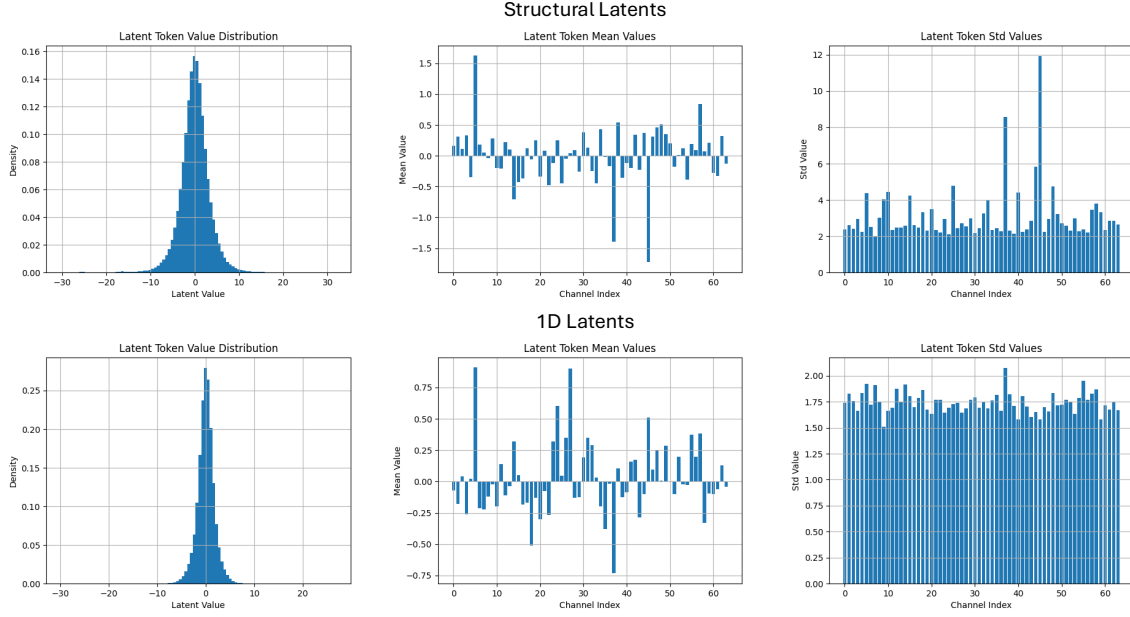 Structural Latents
Latent Token Value Distribution
Density
0.16
0.14
0.12
0.10
0.08
0.06
0.04
0.02
0.00
−30 −20 −10 0 10 20 30
Latent Value
Latent Token Mean Values
Mean Value
1.5
1.0
0.5
0.0
−0.5
−1.0
−1.5
0 10 20 30 40 50 60
Channel Index
Latent Token Std Values
Std Value
12
10
8
6
4
2
0
0 10 20 30 40 50 60
Channel Index
1D Latents
Latent Token Value Distribution
Density
0.25
0.20
0.15
0.10
0.05
0.00
−30 −20 −10 0 10 20
Latent Value
Latent Token Mean Values
Mean Value
0.75
0.50
0.25
0.00
−0.25
−0.50
−0.75
0 10 20 30 40 50 60
Channel Index
Latent Token Std Values
Std Value
2.00
1.75
1.50
1.25
1.00
0.75
0.50
0.25
0.00
0 10 20 30 40 50 60
Channel Index